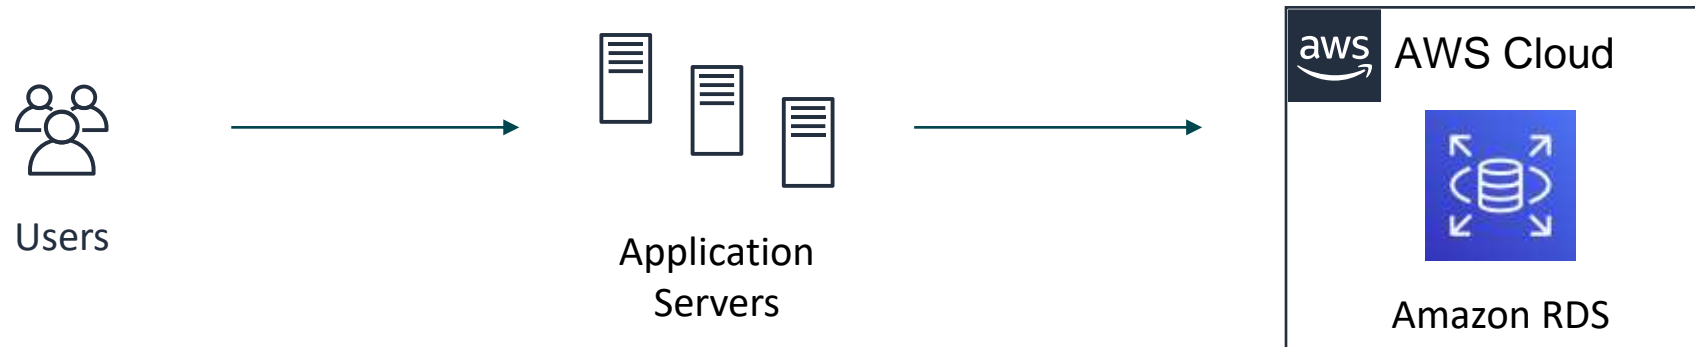 aws
AWS Cloud
Users
Application
Servers
Amazon RDS